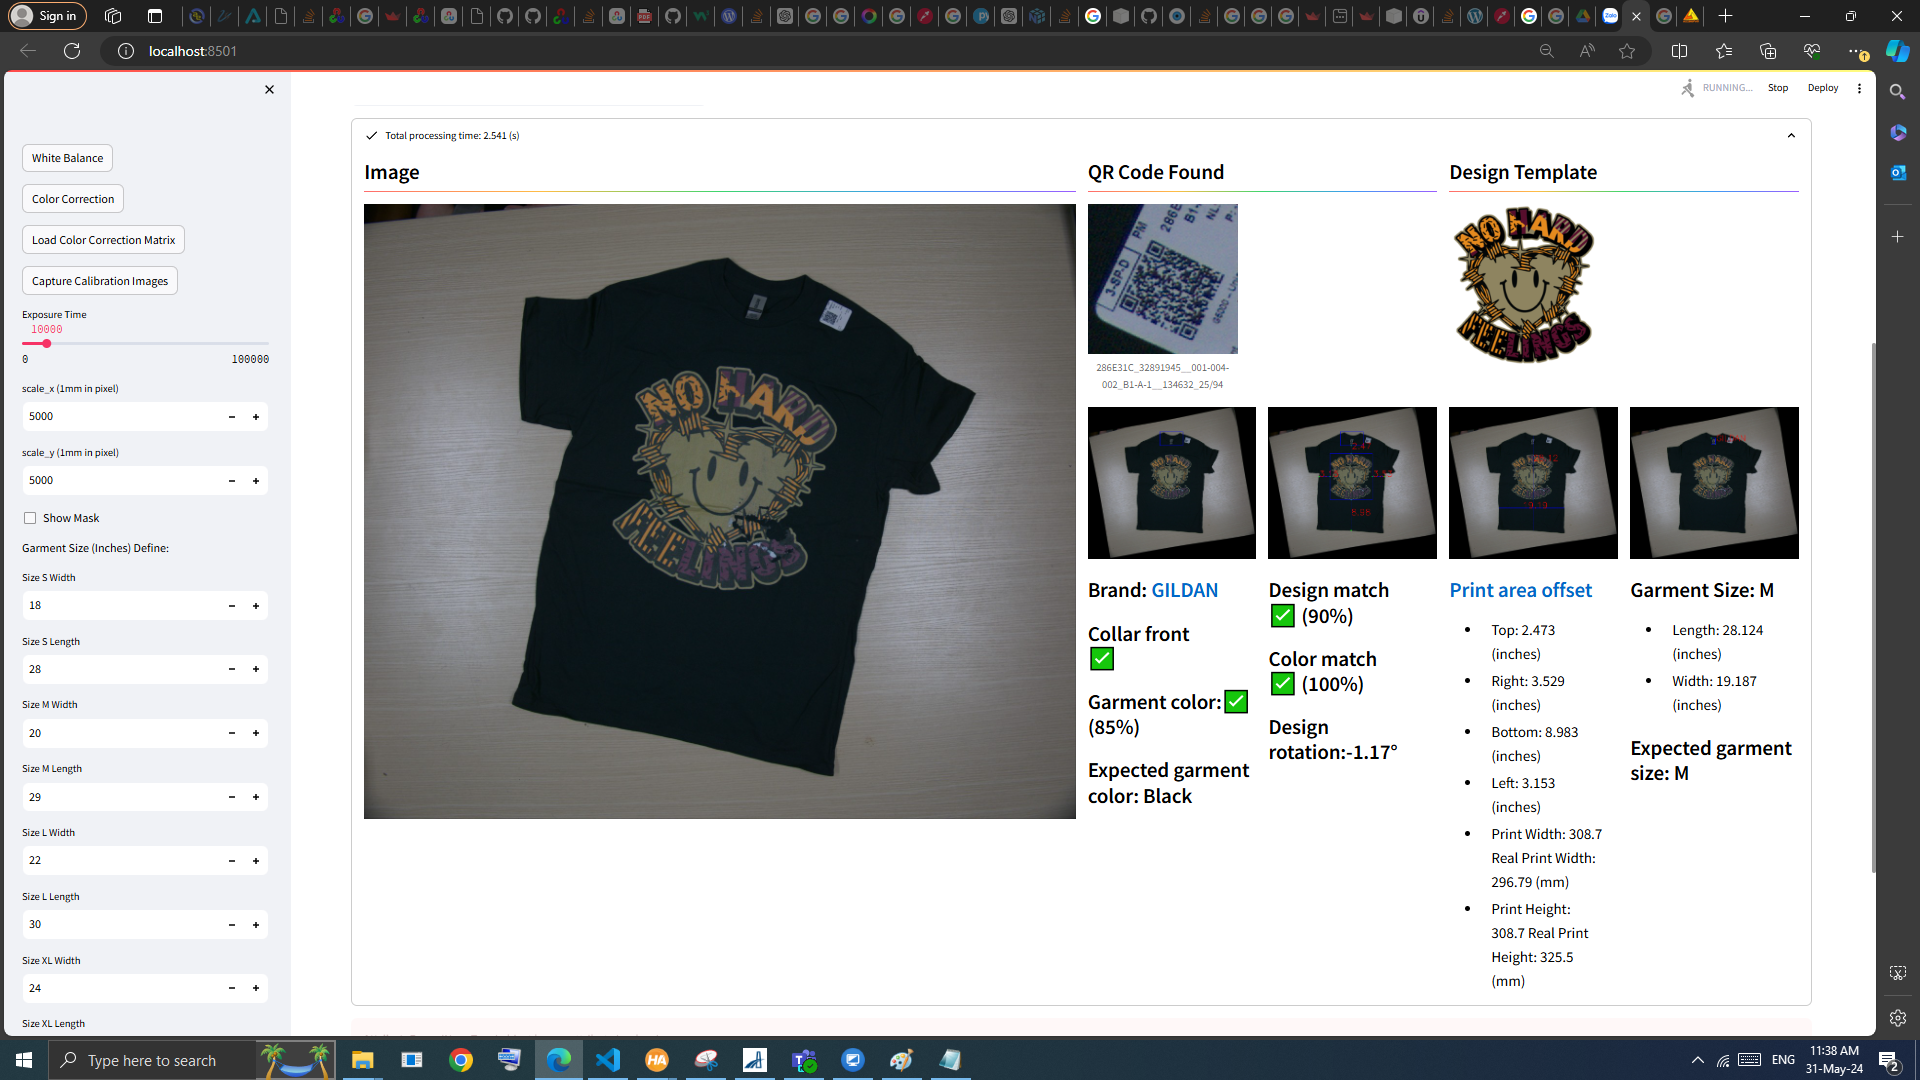 Sign in
localhost:8501
RUNNING...
Stop
Deploy
White Balance
Color Correction
Load Color Correction Matrix
Capture Calibration Images
Exposure Time
10000
0
100000
scale_x (1mm in pixel)
5000
scale_y (1mm in pixel)
5000
Show Mask
Garment Size (Inches) Define:
Size S Width
18
Size S Length
28
Size M Width
20
Size M Length
29
Size L Width
22
Size L Length
30
Size XL Width
24
Size XL Length
Total processing time: 2.541 (s)
Image
NO HARD
FEELINGS
QR Code Found
PM
3-SP-D
286E31C_32891945__001-004-
002_B1-A-1__134632_25/94
Design Template
NO HARD
FEELINGS
Brand: GILDAN
Collar front
Garment color:
(85%)
Expected garment
color: Black
Design match
(90%)
Color match
(100%)
Design
rotation:-1.17°
Print area offset
Top: 2.473
(inches)
Right: 3.529
(inches)
Bottom: 8.983
(inches)
Left: 3.153
(inches)
Print Width: 308.7
Real Print Width:
296.79 (mm)
Print Height:
308.7 Real Print
Height: 325.5
(mm)
Garment Size: M
Length: 28.124
(inches)
Width: 19.187
(inches)
Expected garment
size: M
Type here to search
ENG
11:38 AM
31-May-24
2